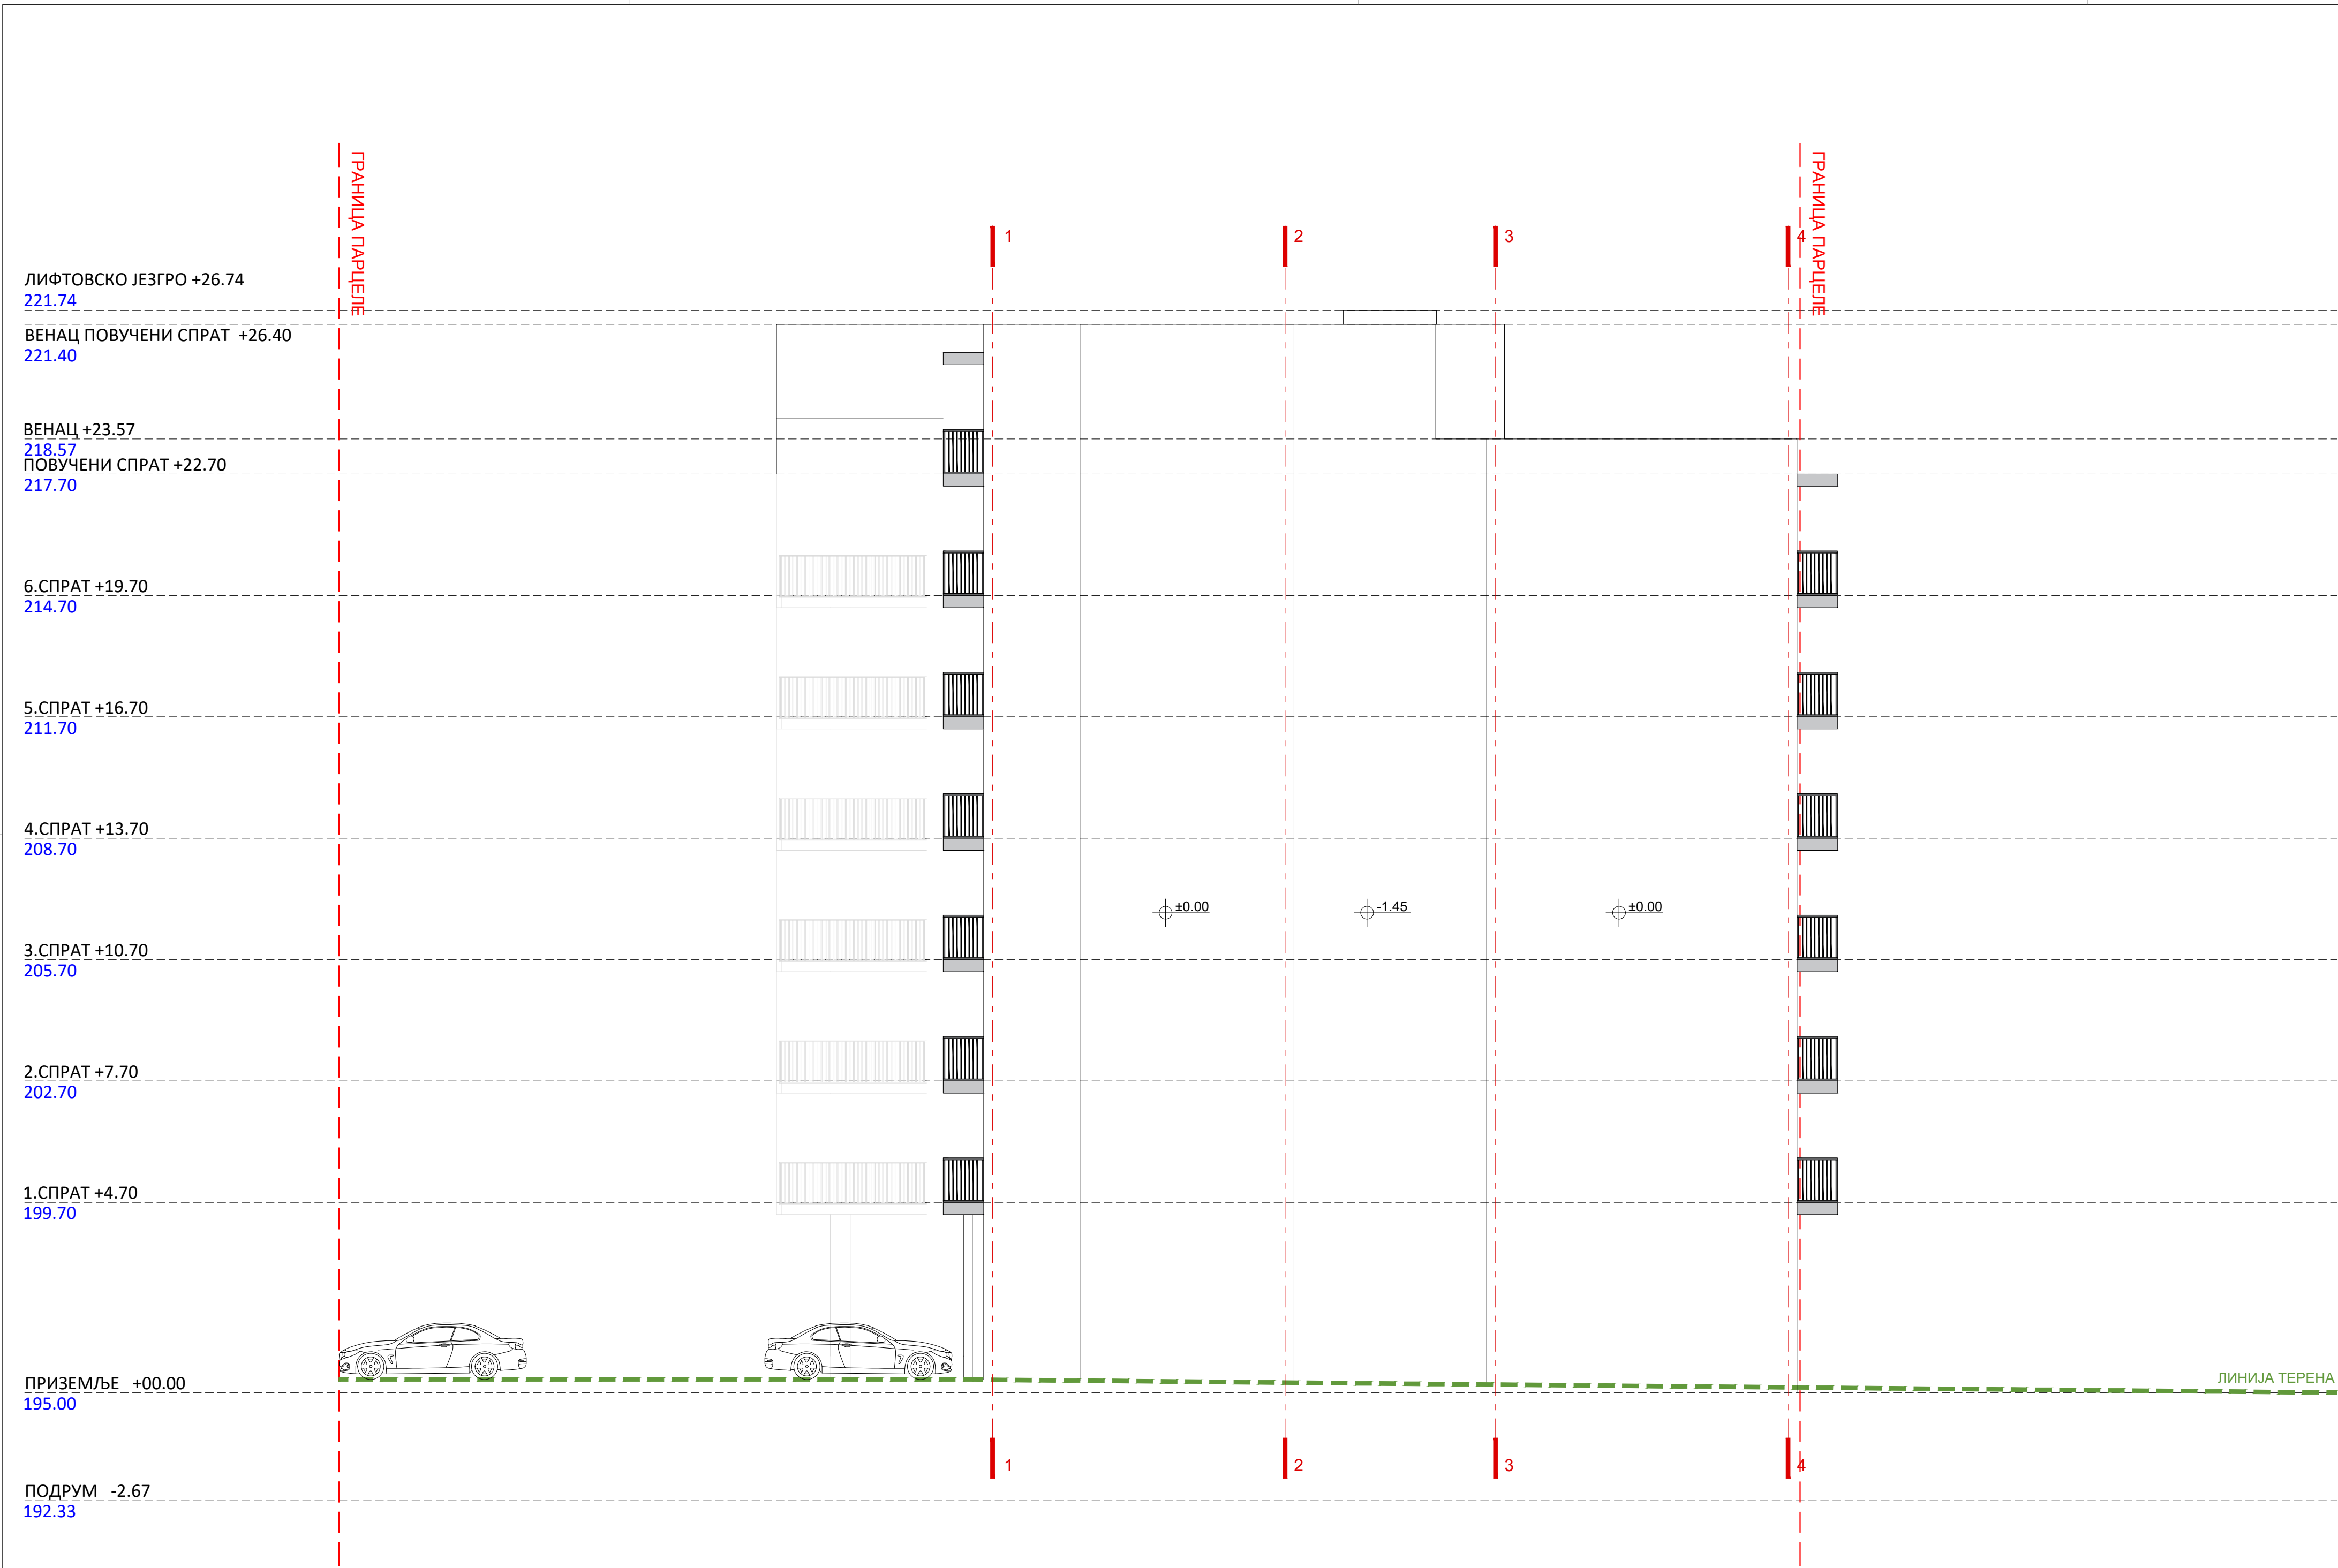 ГРАНИЦА ПАРЦЕЛЕ
ГРАНИЦА ПАРЦЕЛЕ
1
2
3
4
ЛИФТОВСКО ЈЕЗГРО +26.74
221.74
ВЕНАЦ ПОВУЧЕНИ СПРАТ +26.40
221.40
ВЕНАЦ +23.57
218.57
ПОВУЧЕНИ СПРАТ +22.70
217.70
6.СПРАТ +19.70
214.70
5.СПРАТ +16.70
211.70
4.СПРАТ +13.70
208.70
±0.00
-1.45
±0.00
3.СПРАТ +10.70
205.70
2.СПРАТ +7.70
202.70
1.СПРАТ +4.70
199.70
ЛИНИЈА ТЕРЕНА
ПРИЗЕМЉЕ +00.00
195.00
1
2
3
4
ПОДРУМ -2.67
192.33